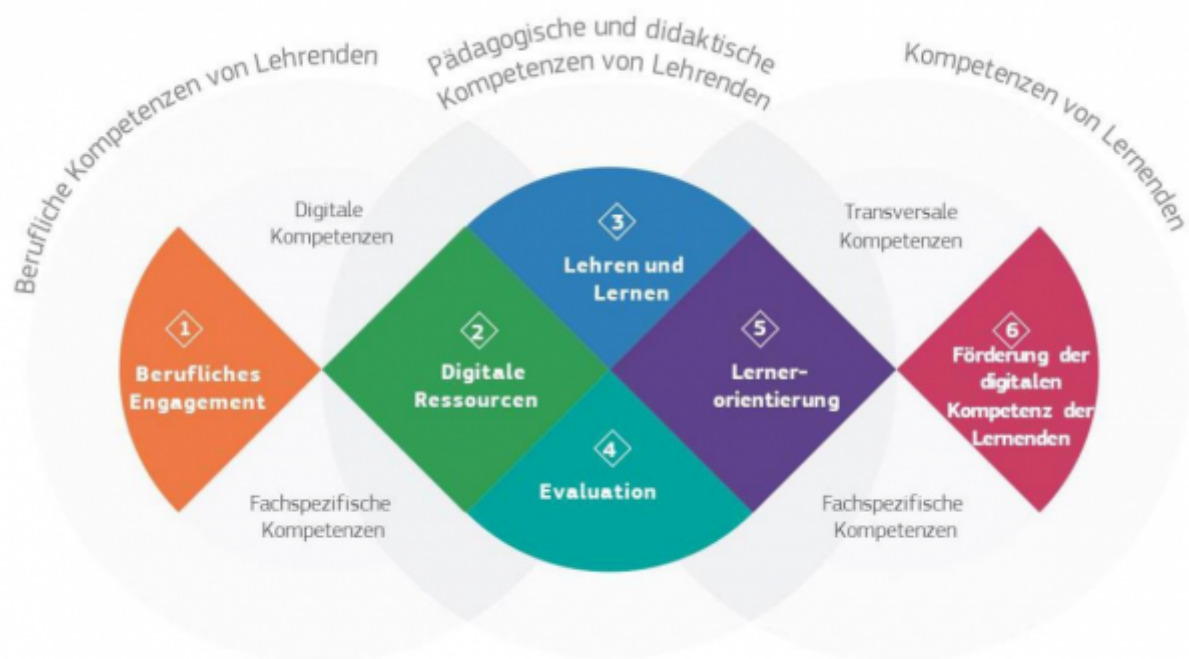 Berufliche Kompetenzen von Lehrenden
Pädagogische und didaktische
Kompetenzen von Lehrenden
Kompetenzen von Lernenden
Digitale
Kompetenzen
Transversale
Kompetenzen
1
Berufliches
Engagement
2
Digitale
Ressourcen
3
Lehren und
Lernen
4
Evaluation
5
Lerner-
orientierung
6
Förderung der
digitalen
Kompetenz der
Lernenden
Fachspezifische
Kompetenzen
Fachspezifische
Kompetenzen